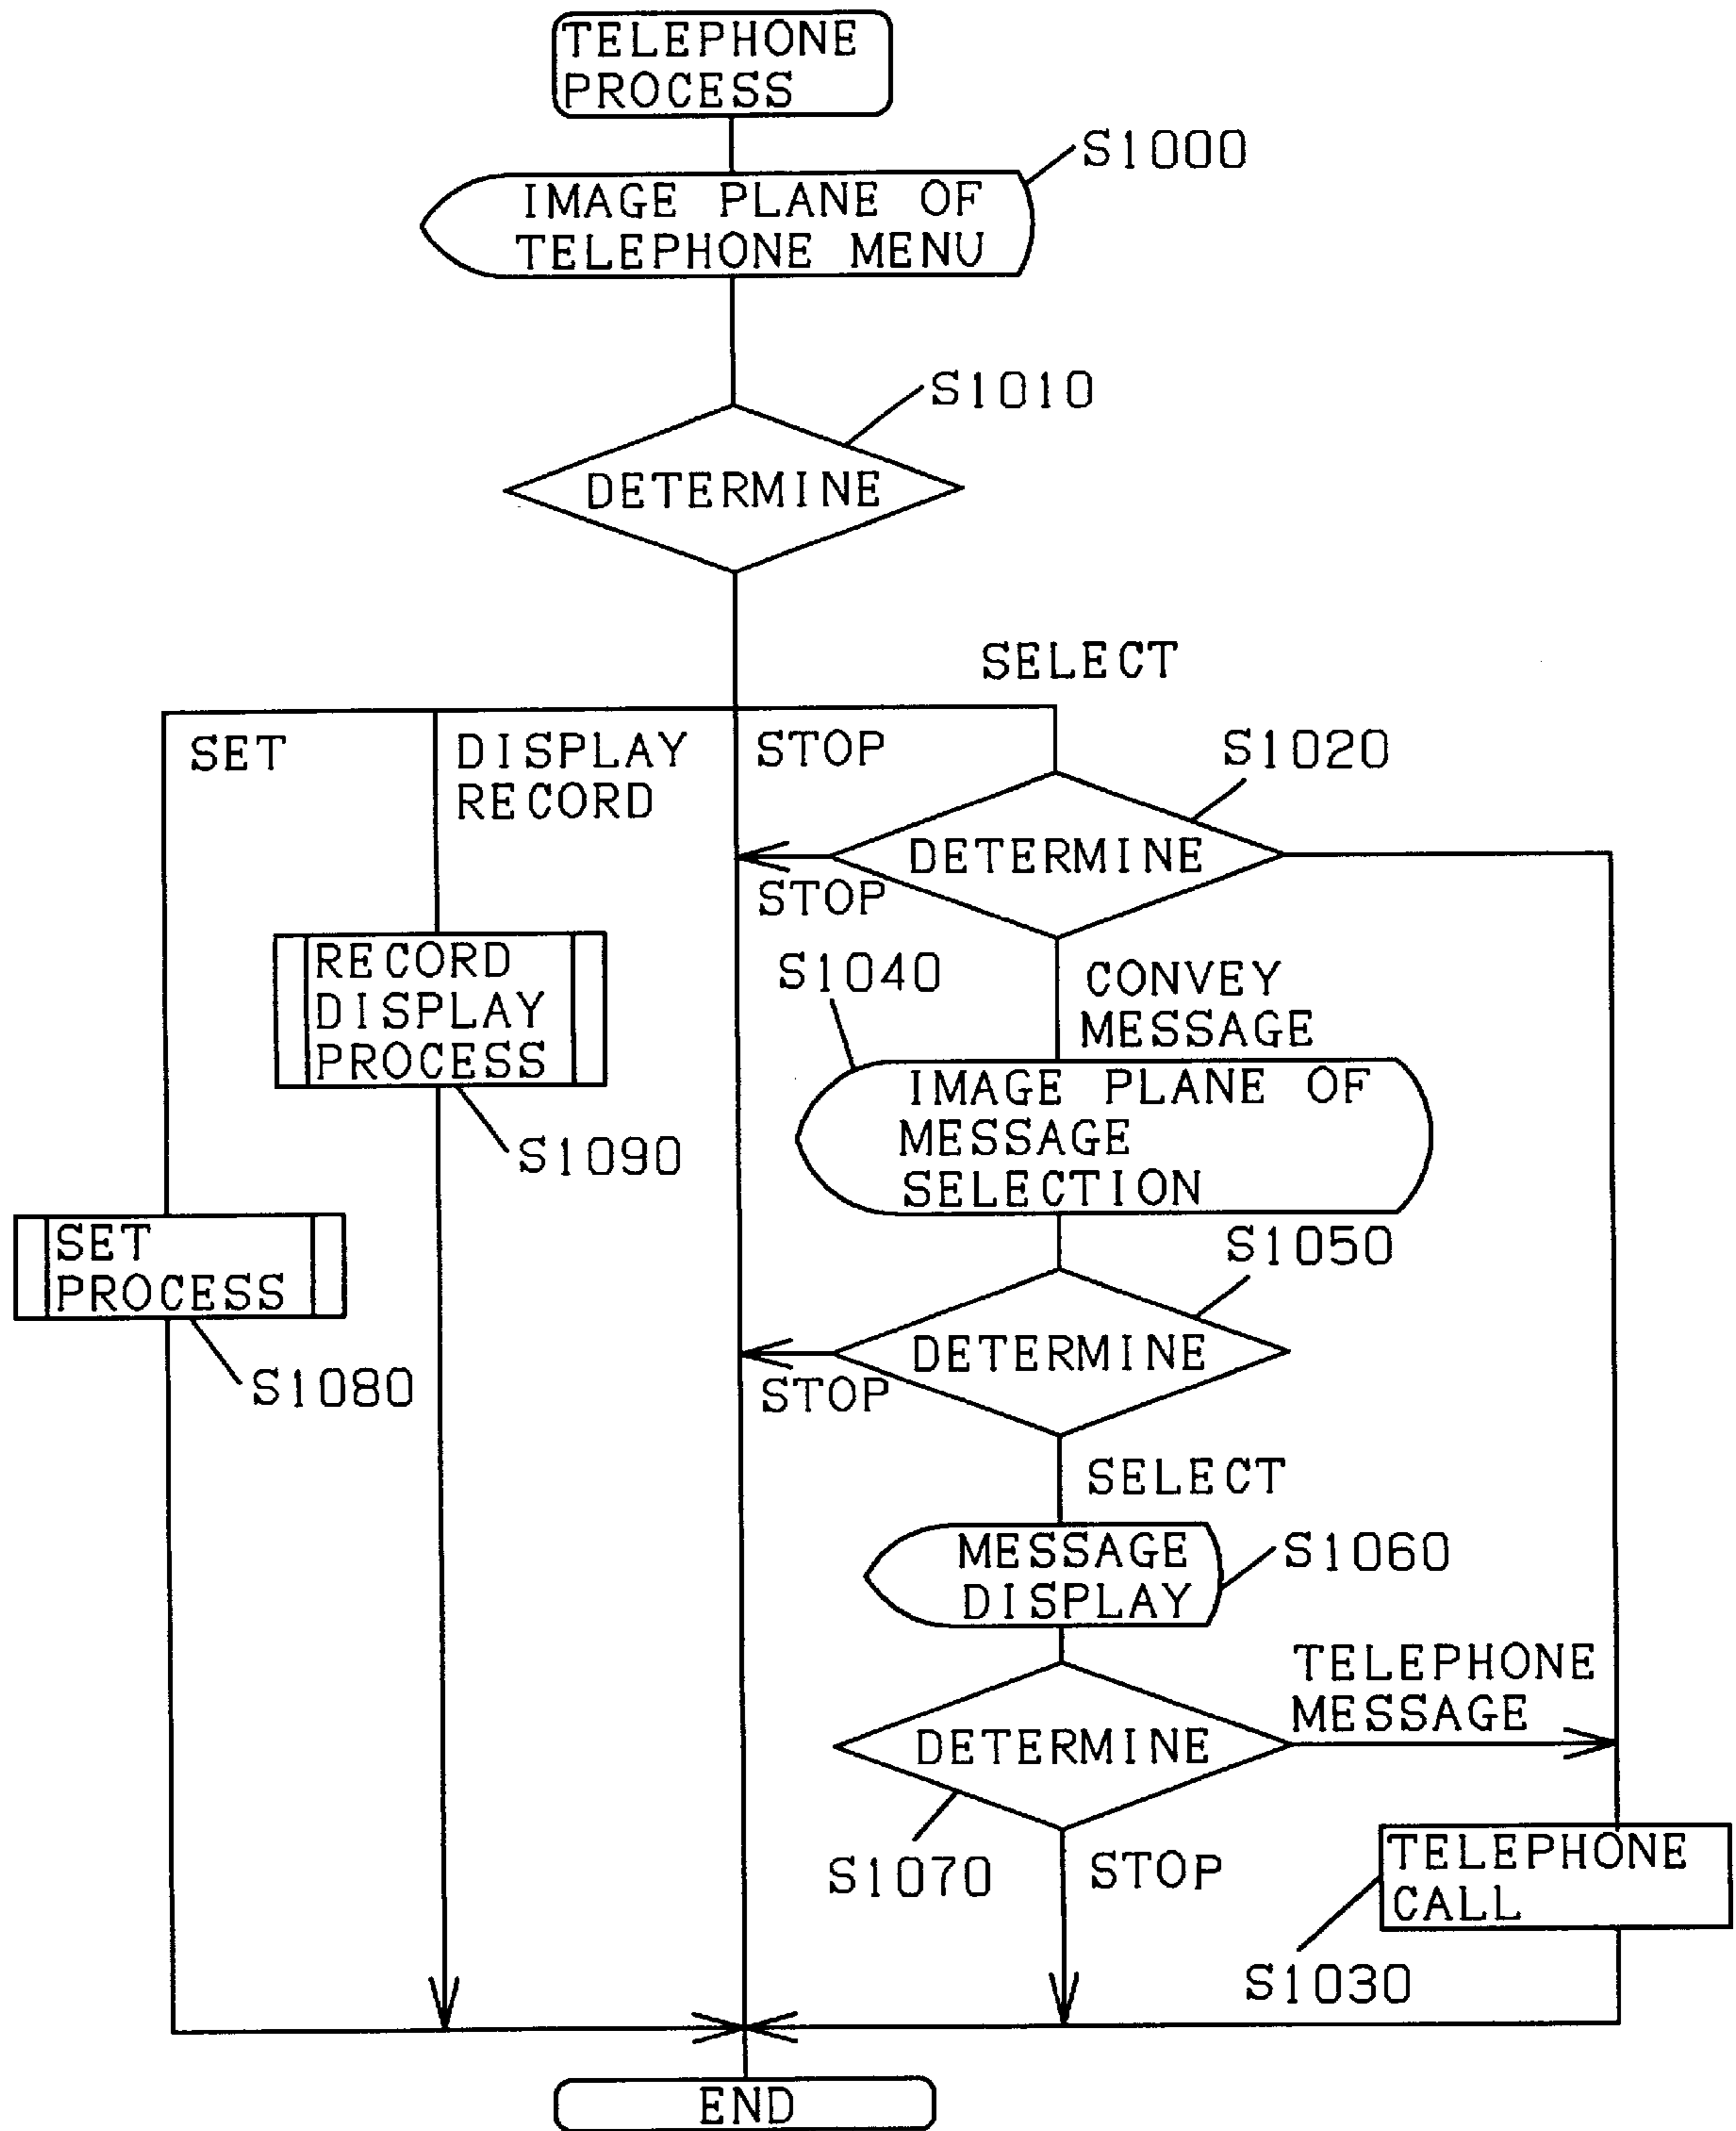 TELEPHONE
PROCESS
S1000
IMAGE PLANE OF
TELEPHONE MENU
S1010
DETERMINE
SELECT
SET
DISPLAY
RECORD
STOP
S1020
DETERMINE
STOP
RECORD
DISPLAY
PROCESS
S1090
S1040
CONVEY
MESSAGE
IMAGE PLANE OF
MESSAGE
SELECTION
SET
PROCESS
S1080
S1050
DETERMINE
STOP
SELECT
MESSAGE
DISPLAY
S1060
TELEPHONE
MESSAGE
DETERMINE
S1070
STOP
TELEPHONE
CALL
S1030
END